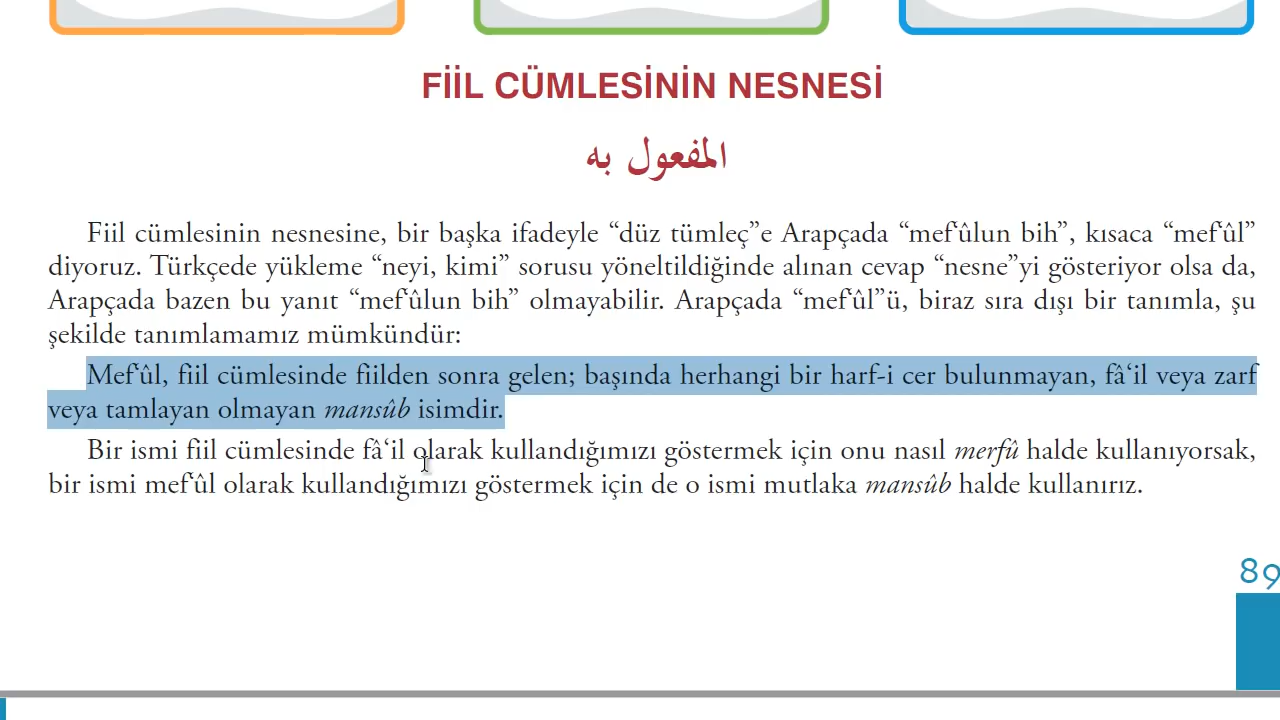 FİİL CÜMLESİNİN NESNESİ
المفعول به
Fiil cümlesinin nesnesine, bir başka ifadeyle “düz tümleç”e Arapçada “mef‘ûlun bih”, kısaca “mef‘ûl”
diyoruz. Türkçede yükleme “neyi, kimi” sorusu yöneltildiğinde alınan cevap “nesne”yi gösteriyor olsa da,
Arapçada bazen bu yanıt “mef‘ûlun bih” olmayabilir. Arapçada “mef‘ûl”ü, biraz sıra dışı bir tanımla, şu
şekilde tanımlamamız mümkündür:
Mef‘ûl, fiil cümlesinde fiilden sonra gelen; başında herhangi bir harf-i cer bulunmayan, fâ‘il veya zarf
veya tamlayan olmayan mansûb isimdir.
Bir ismi fiil cümlesinde fâ‘il olarak kullandığımızı göstermek için onu nasıl merfû halde kullanıyorsak,
bir ismi mef‘ûl olarak kullandığımızı göstermek için de o ismi mutlaka mansûb halde kullanırız.
89